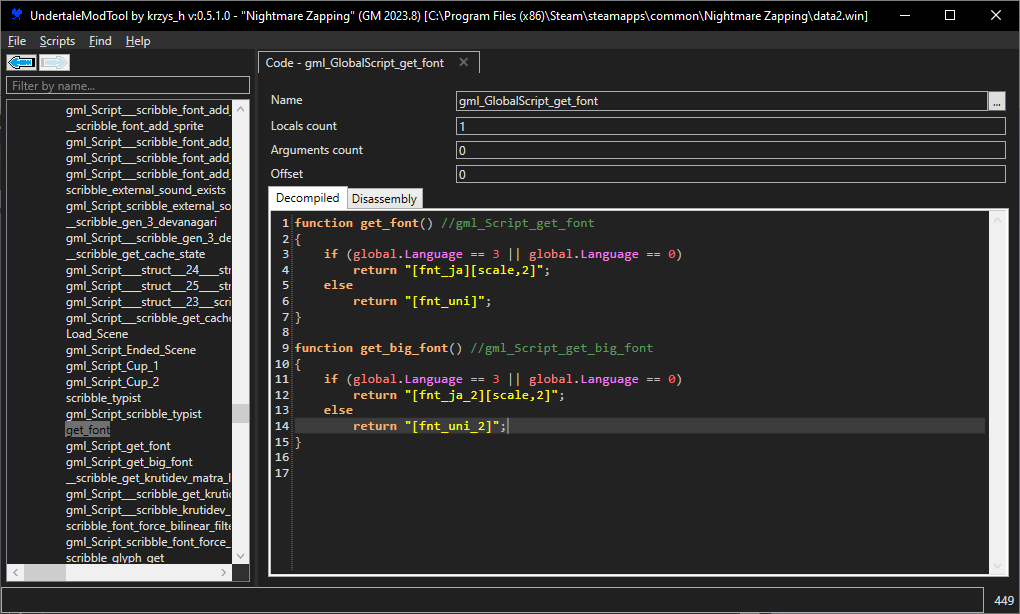 UndertaleModTool by krzys_h v:0.5.1.0 - "Nightmare Zapping" (GM 2023.8) [C:\Program Files (x86)\Steam\steamapps\common\Nightmare Zapping\data2.win]
File Scripts Find Help
Filter by name...
gml_Script___scribble_font_add_
__scribble_font_add_sprite
gml_Script___scribble_font_add_
gml_Script___scribble_font_add_
gml_Script___scribble_font_add_
scribble_external_sound_exists
gml_Script_scribble_external_so
__scribble_gen_3_devanagari
gml_Script___scribble_gen_3_de
__scribble_get_cache_state
gml_Script____struct___24____str
gml_Script____struct___25____str
gml_Script____struct___23___scri
gml_Script___scribble_get_cache
Load_Scene
gml_Script_Ended_Scene
gml_Script_Cup_1
gml_Script_Cup_2
scribble_typist
gml_Script_scribble_typist
get_font
gml_Script_get_font
gml_Script_get_big_font
__scribble_get_krutidev_matra_l
gml_Script___scribble_get_krutic
gml_Script___scribble_krutidev_
scribble_font_force_bilinear_filte
gml_Script_scribble_font_force_
scribble_glyph_get
Code - gml_GlobalScript_get_font
Name gml_GlobalScript_get_font ...
Locals count 1
Arguments count 0
Offset 0
Decompiled Disassembly
1 function get_font() //gml_Script_get_font
2 {
3 if (global.Language == 3 || global.Language == 0)
4 return "[fnt_ja][scale,2]";
5 else
6 return "[fnt_uni]";
7 }
8
9 function get_big_font() //gml_Script_get_big_font
10 {
11 if (global.Language == 3 || global.Language == 0)
12 return "[fnt_ja_2][scale,2]";
13 else
14 return "[fnt_uni_2]";
15 }
16
17
449